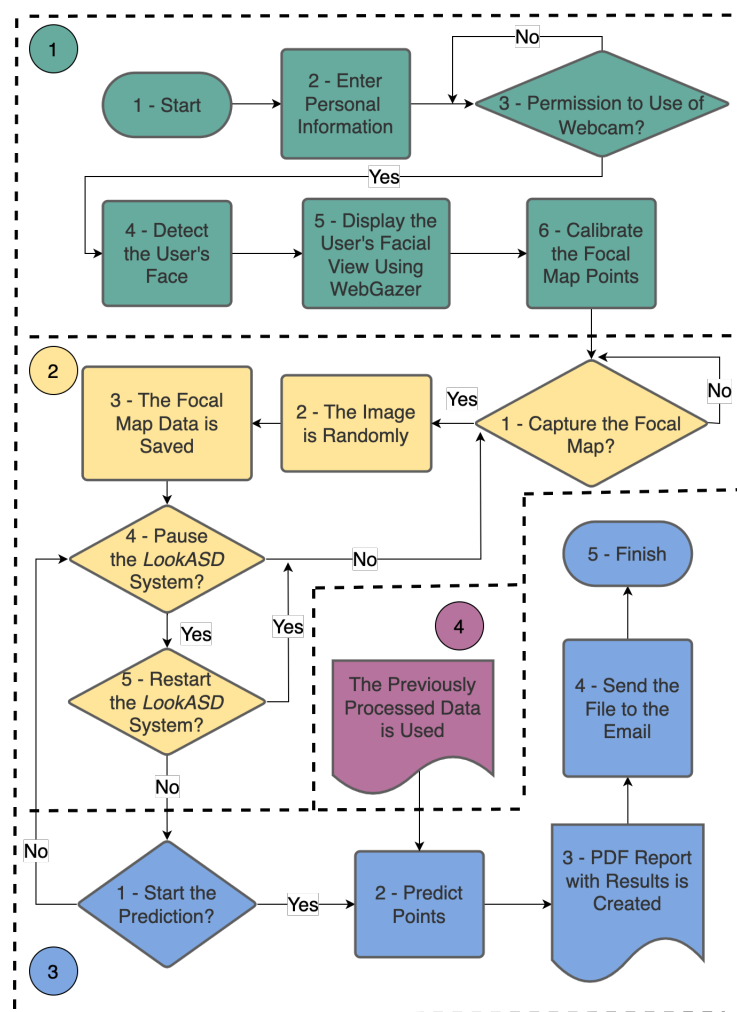 1
No
1 - Start
2 - Enter
Personal
Information
3 - Permission to Use of
Webcam?
Yes
4 - Detect
the User's
Face
5 - Display the
User's Facial
View Using
WebGazer
6 - Calibrate
the Focal
Map Points
2
3 - The Focal
Map Data is
Saved
2 - The Image
is Randomly
Yes
1 - Capture the Focal
Map?
No
4 - Pause
the LookASD
System?
No
Yes
Yes
5 - Restart
the LookASD
System?
No
4
The Previously
Processed Data
is Used
5 - Finish
4 - Send the
File to the
Email
No
1 - Start the
Prediction?
Yes
2 - Predict
Points
3 - PDF Report
with Results is
Created
3